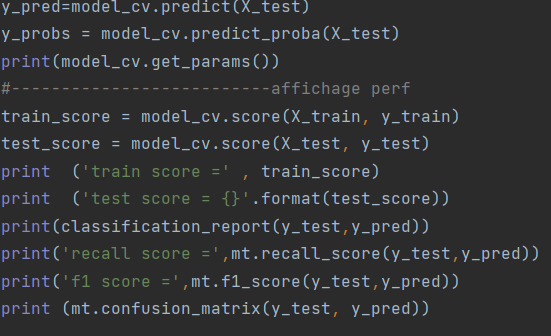 y_pred=model_cv.predict(X_test)
y_probs = model_cv.predict_proba(X_test)
print(model_cv.get_params())
#--------------------------affichage perf
train_score = model_cv.score(X_train, y_train)
test_score = model_cv.score(X_test, y_test)
print  ('train score =' , train_score)
print  ('test score = {}'.format(test_score))
print(classification_report(y_test,y_pred))
print('recall score =',mt.recall_score(y_test,y_pred))
print('f1 score =',mt.f1_score(y_test,y_pred))
print (mt.confusion_matrix(y_test, y_pred))